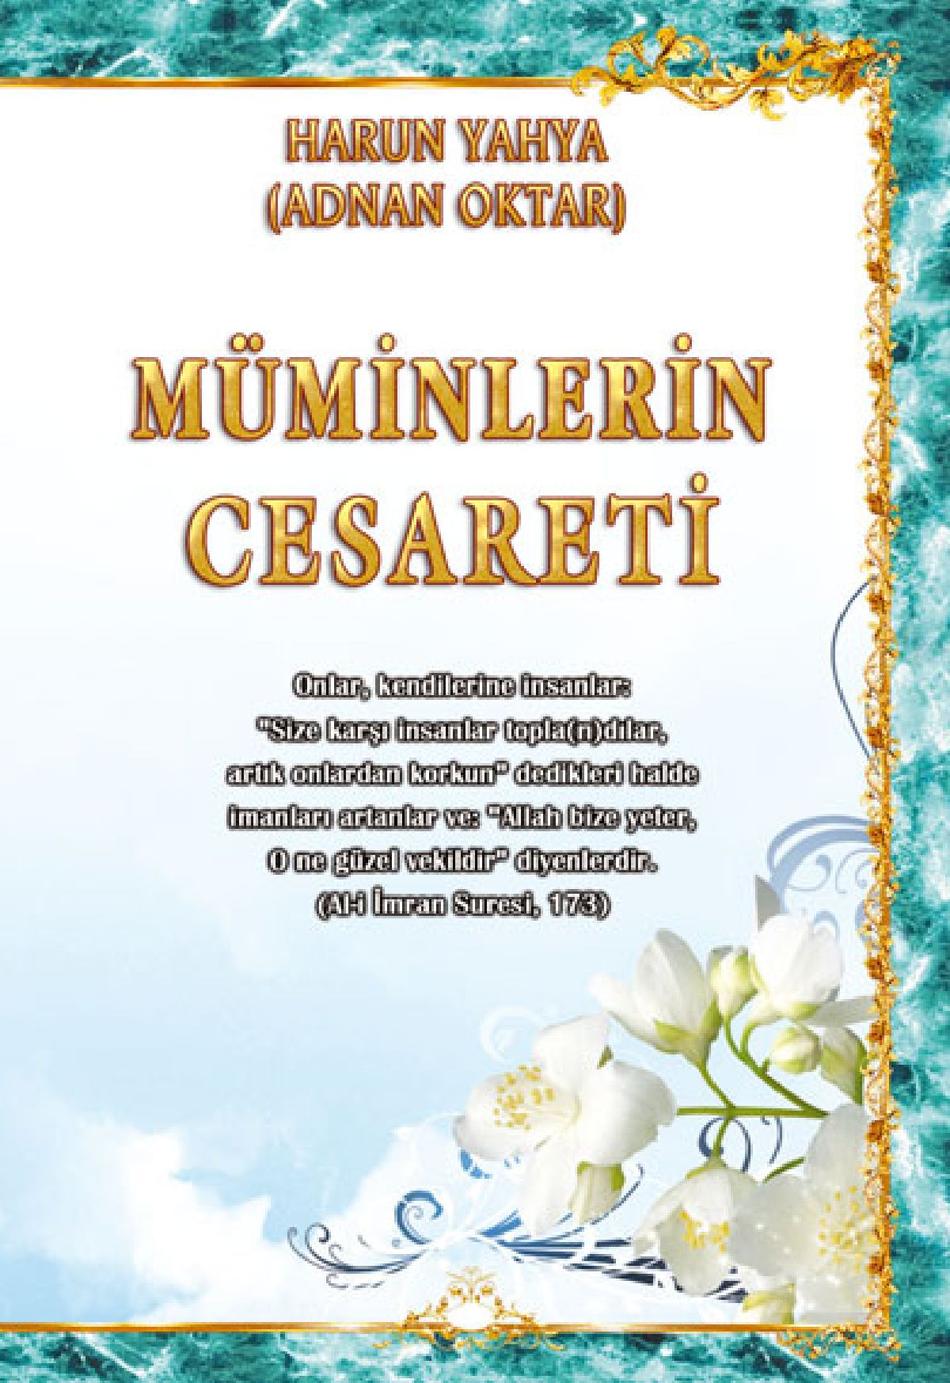 HARUN YAHYA
(ADNAN OKTAR)
MÜMİNLERİN
CESARETİ
Onlar, kendilerine insanlar:
"Size karşı insanlar topla(n)dılar,
artık onlardan korkun" dedikleri halde
imanları artanlar ve: "Allah bize yeter,
O ne güzel vekildir" diyenlerdir.
(Al-i İmran Suresi, 173)